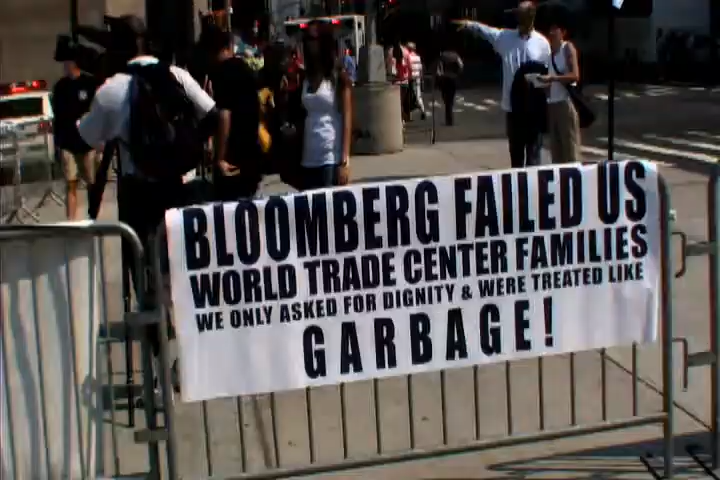 BLOOMBERG FAILED US
WORLD TRADE CENTER FAMILIES
WE ONLY ASKED FOR DIGNITY & WERE TREATED LIKE
GARBAGE!